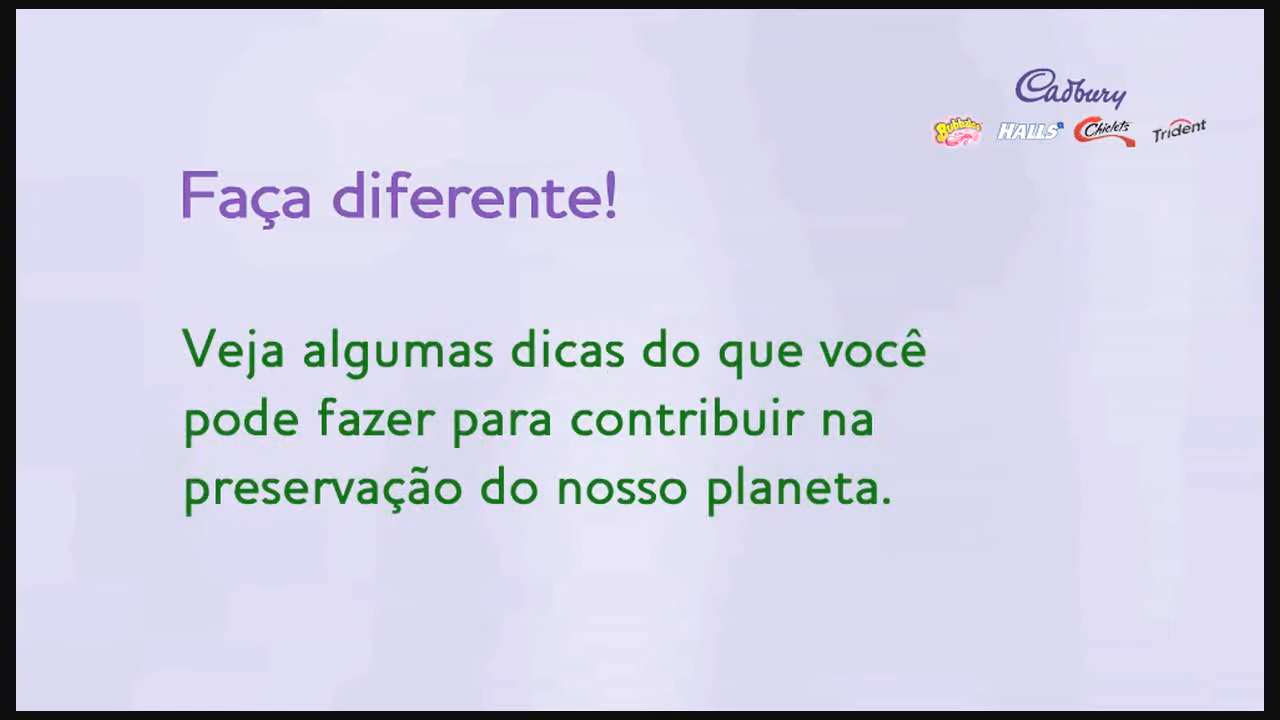 Cadbury
Bubbaloo HALLS Chiclets Trident
Faça diferente!
Veja algumas dicas do que você
pode fazer para contribuir na
preservação do nosso planeta.